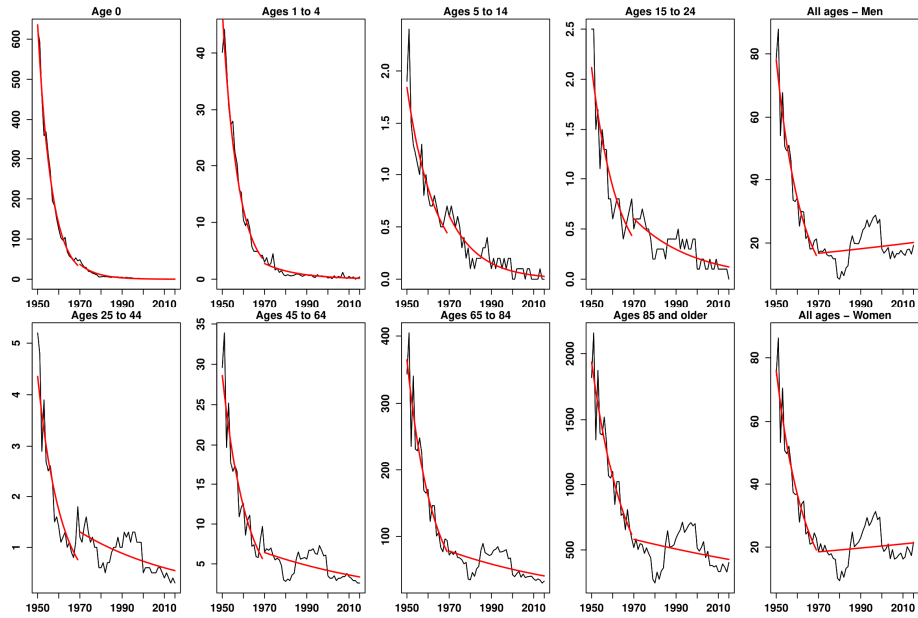 Age 0
Ages 1 to 4
Ages 5 to 14
Ages 15 to 24
All ages − Men
600
500
400
300
200
100
0
40
30
20
10
0
2.0
1.5
1.0
0.5
0.0
2.5
2.0
1.5
1.0
0.5
0.0
80
60
40
20
1950 1970 1990 2010
1950 1970 1990 2010
1950 1970 1990 2010
1950 1970 1990 2010
1950 1970 1990 2010
Ages 25 to 44
Ages 45 to 64
Ages 65 to 84
Ages 85 and older
All ages − Women
5
4
3
2
1
35
30
25
20
15
10
5
400
300
200
100
2000
1500
1000
500
80
60
40
20
1950 1970 1990 2010
1950 1970 1990 2010
1950 1970 1990 2010
1950 1970 1990 2010
1950 1970 1990 2010